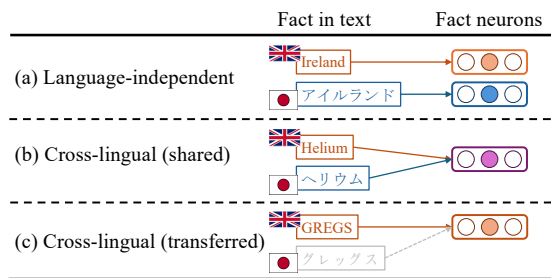 Fact in text Fact neurons
(a) Language-independent
Ireland
アイルランド
(b) Cross-lingual (shared)
Helium
ヘリウム
(c) Cross-lingual (transferred)
GREGS
グレッグス